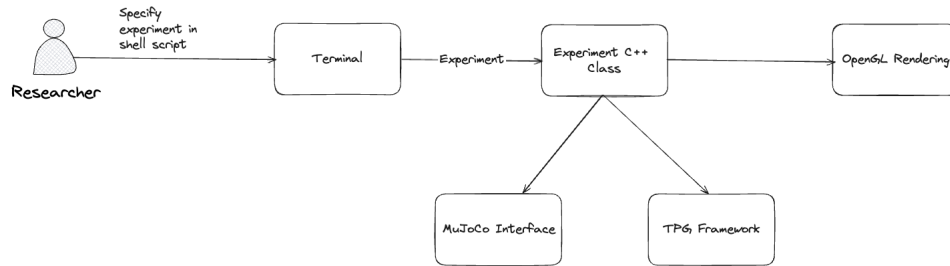 Specify
experiment in
shell script
Researcher
Terminal
Experiment
Experiment C++
Class
OpenGL Rendering
MuJoCo Interface
TPG Framework